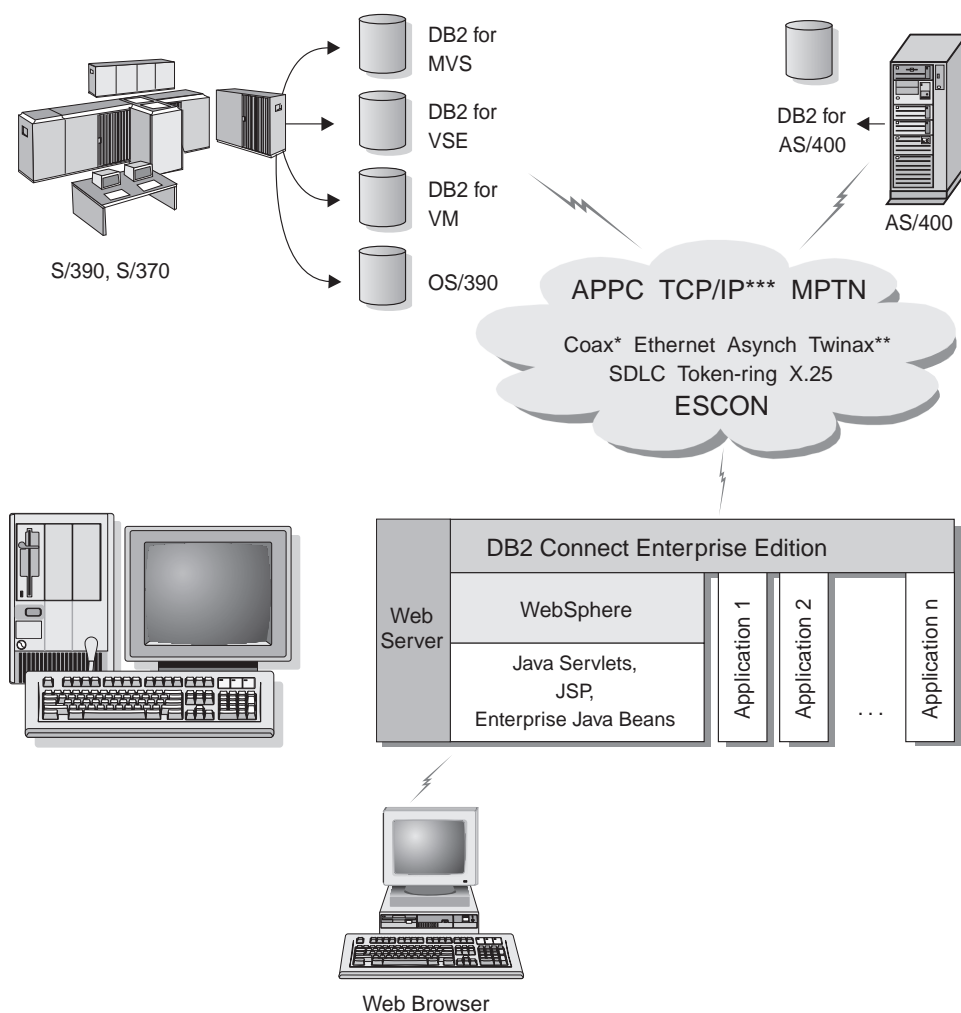 DB2 for
MVS
DB2 for
VSE
DB2 for
VM
OS/390
S/390, S/370
DB2 for
AS/400
AS/400
APPC TCP/IP*** MPTN
Coax* Ethernet Asynch Twinax**
SDLC Token-ring X.25
ESCON
DB2 Connect Enterprise Edition
Web
Server
WebSphere
Java Servlets,
JSP,
Enterprise Java Beans
Application 1
Application 2
...
Application n
Web Browser